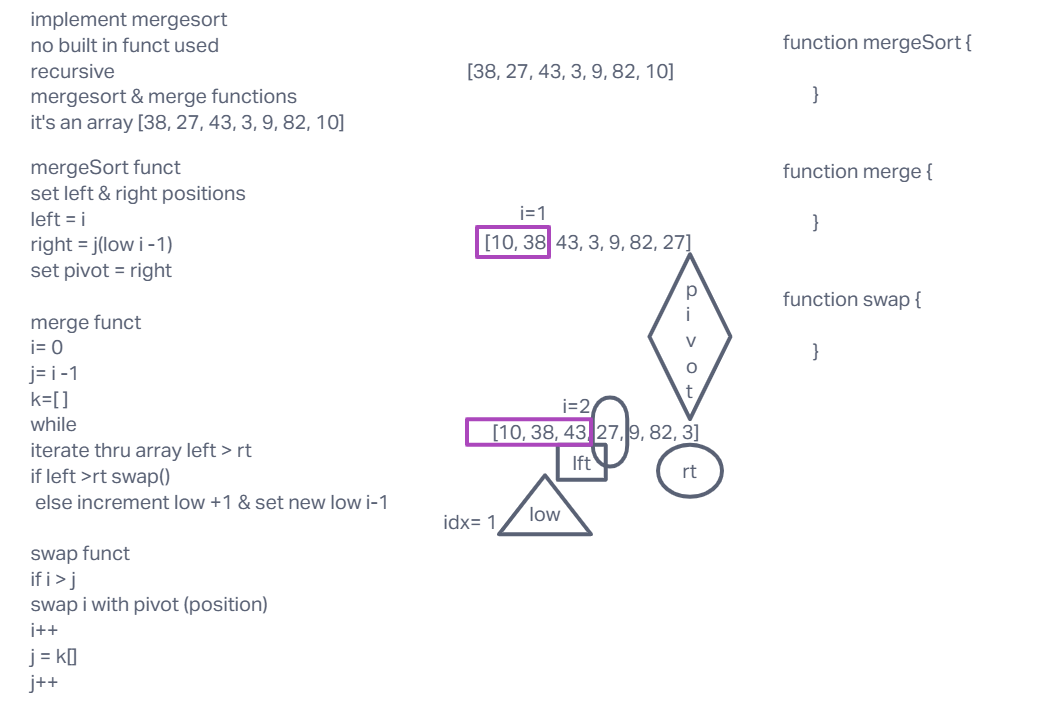 implement mergesort
no built in funct used
recursive
mergesort & merge functions
it's an array [38, 27, 43, 3, 9, 82, 10]
mergeSort funct
set left & right positions
left = i
right = j(low i -1)
set pivot = right
merge funct
i= 0
j= i -1
k=[ ]
while
iterate thru array left > rt
if left >rt swap()
else increment low +1 & set new low i-1
swap funct
if i > j
swap i with pivot (position)
i++
j = k[]
j++
[38, 27, 43, 3, 9, 82, 10]
i=1
[10, 38, 43, 3, 9, 82, 27]
p
i
v
o
t
i=2
[10, 38, 43, 27, 9, 82, 3]
lft
rt
low
idx= 1
function mergeSort {
}
function merge {
}
function swap {
}